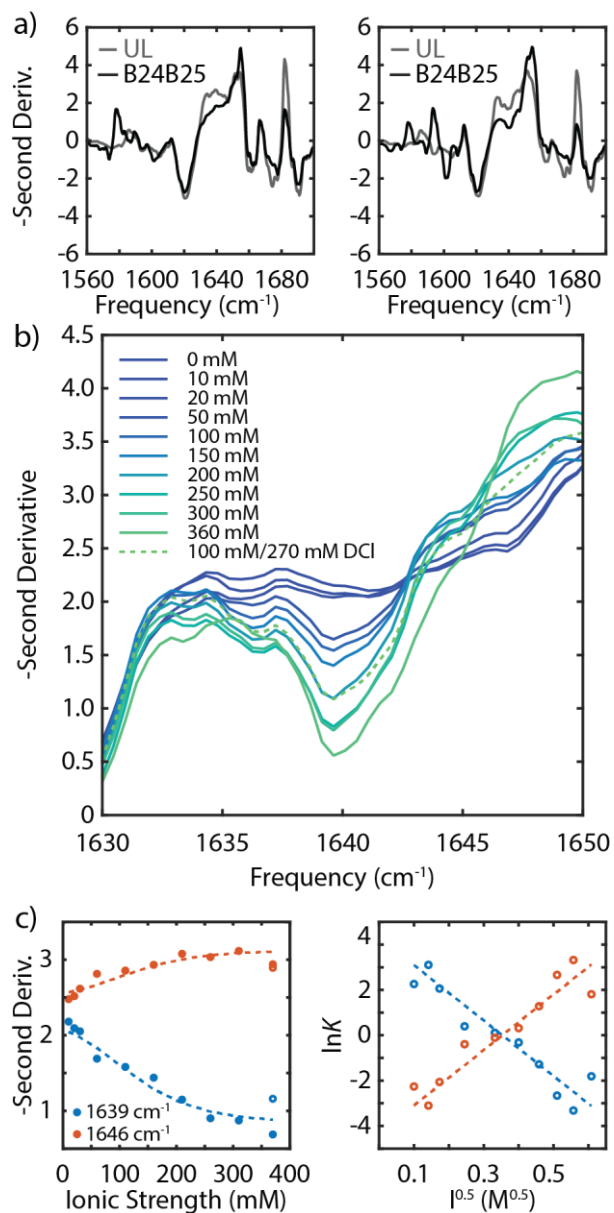 a)
UL
B24B25
6
4
2
0
-2
-4
-6
-Second Deriv.
1560 1600 1640 1680
Frequency (cm⁻¹)
UL
B24B25
6
4
2
0
-2
-4
-6
1560 1600 1640 1680
Frequency (cm⁻¹)
b)
4.5
4.0
3.5
3.0
2.5
2.0
1.5
1.0
0.5
0
-Second Derivative
0 mM
10 mM
20 mM
50 mM
100 mM
150 mM
200 mM
250 mM
300 mM
360 mM
100 mM/270 mM DCl
1630 1635 1640 1645 1650
Frequency (cm⁻¹)
c)
3
2
1
-Second Deriv.
1639 cm⁻¹
1646 cm⁻¹
0 100 200 300 400
Ionic Strength (mM)
4
2
0
-2
-4
lnK
0.1 0.3 0.5
I⁰·⁵ (M⁰·⁵)